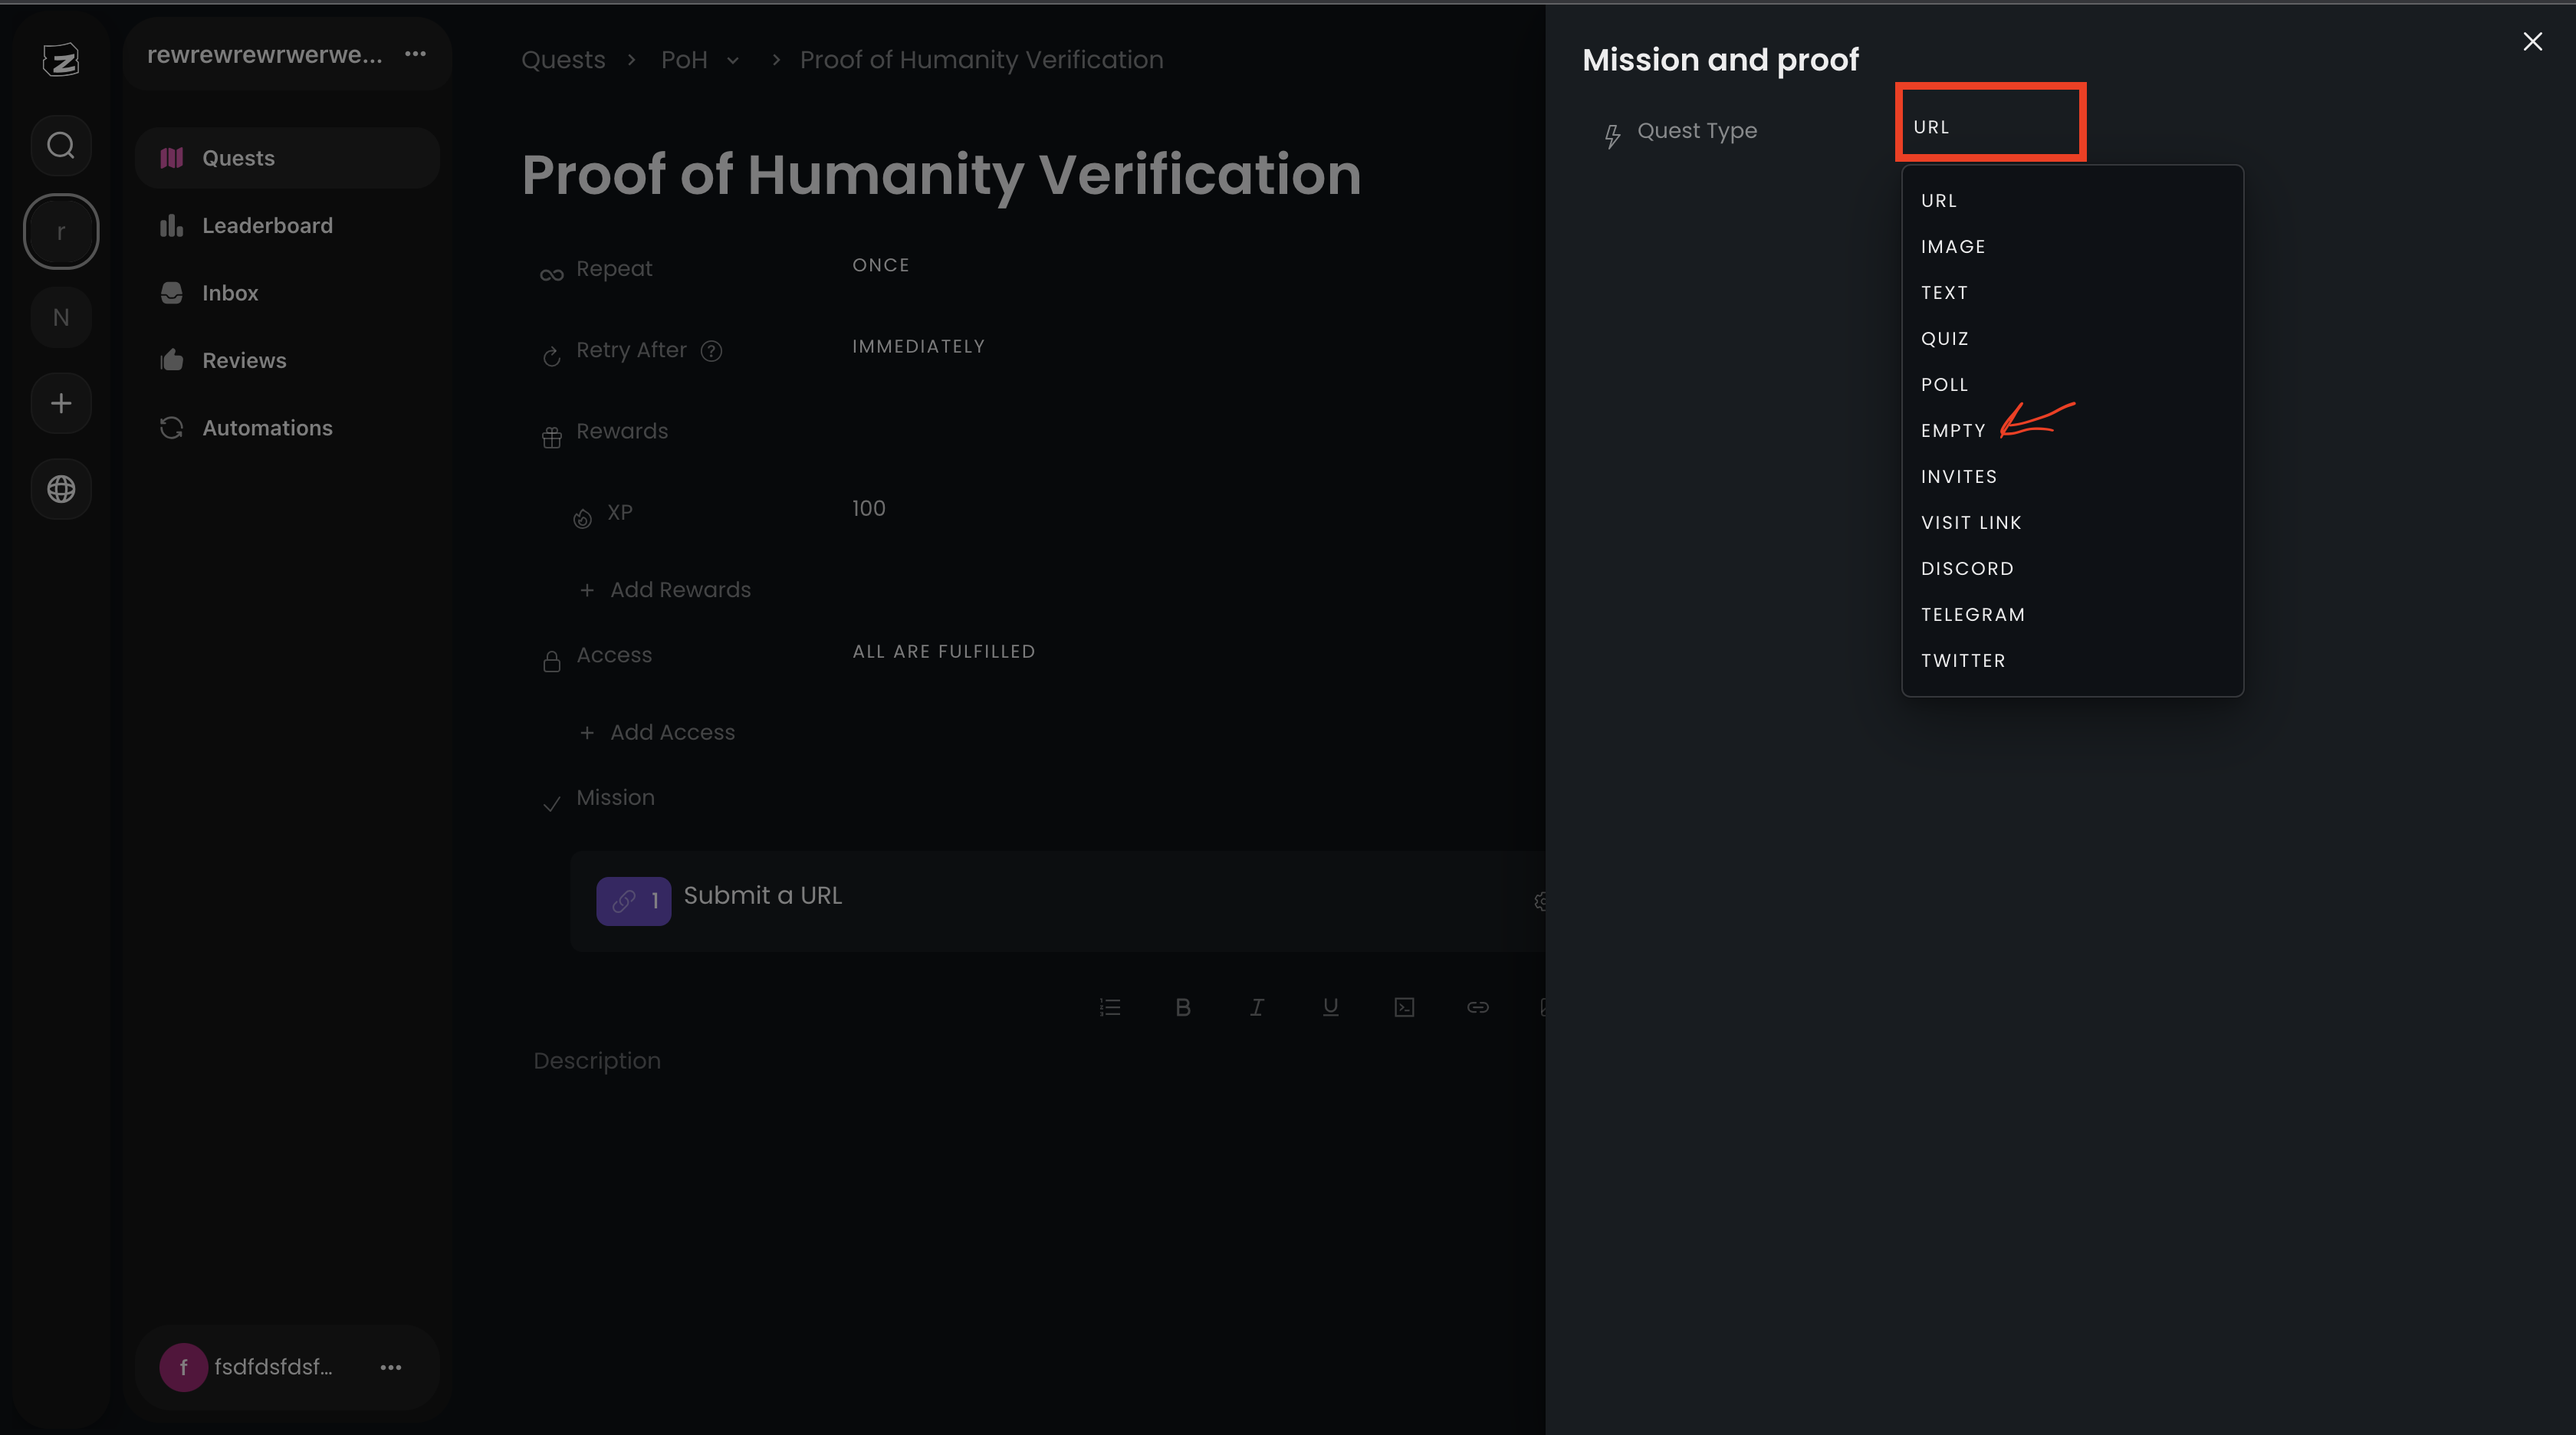 rewrewrewrwerwe...
r
N
Quests
Leaderboard
Inbox
Reviews
Automations
f fsdfdsfdsf...
Quests > PoH > Proof of Humanity Verification
Proof of Humanity Verification
Repeat ONCE
Retry After ? IMMEDIATELY
Rewards
XP 100
+ Add Rewards
Access ALL ARE FULFILLED
+ Add Access
Mission
1 Submit a URL
B I U
Description
Mission and proof
Quest Type URL
URL
IMAGE
TEXT
QUIZ
POLL
EMPTY
INVITES
VISIT LINK
DISCORD
TELEGRAM
TWITTER